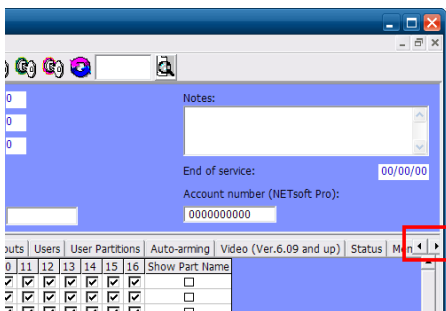 0
Notes:
0
0
End of service: 00/00/00
Account number (NETsoft Pro):
0000000000
Users User Partitions Auto-arming Video (Ver.6.09 and up) Status
0 11 12 13 14 15 16 Show Part Name